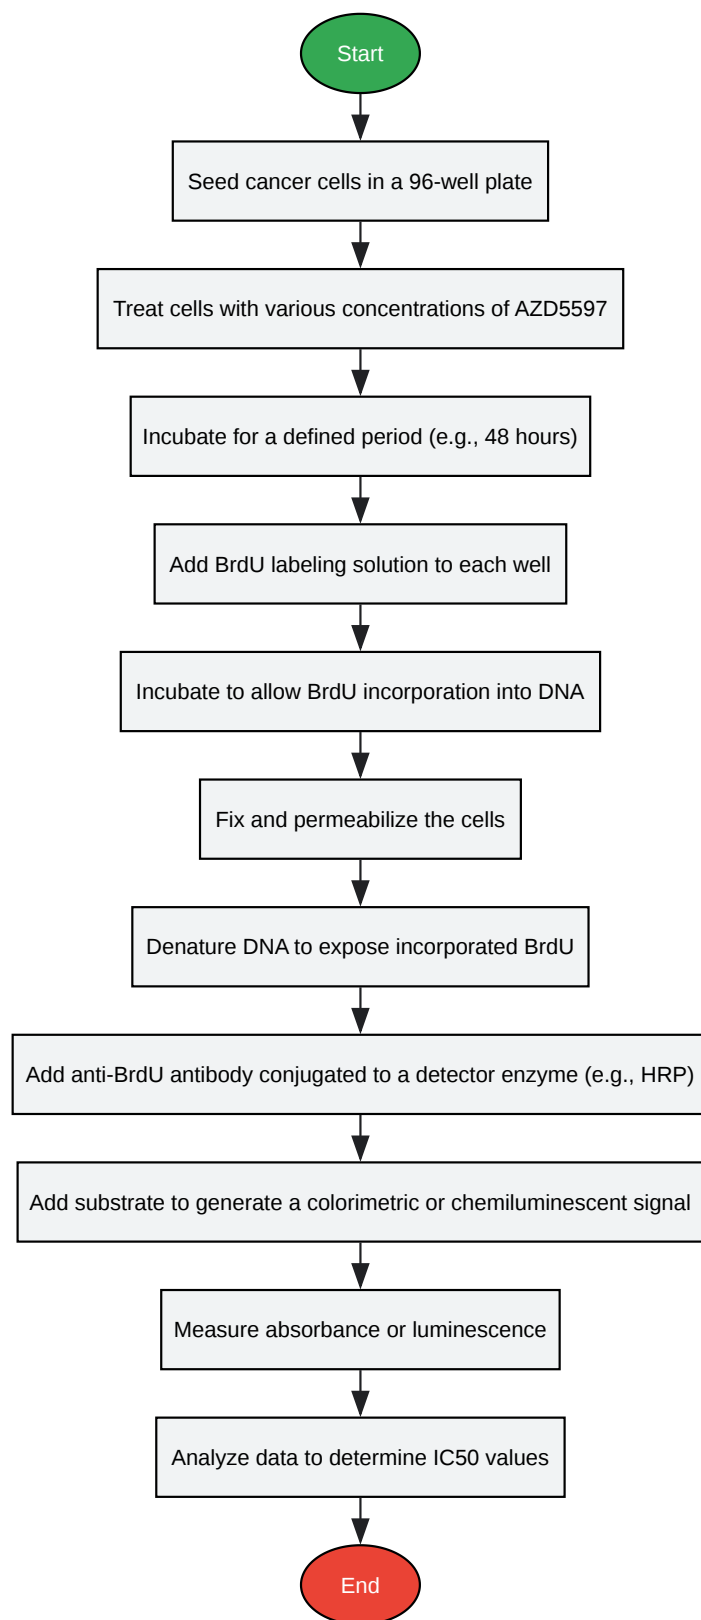 Start
Seed cancer cells in a 96-well plate
Treat cells with various concentrations of AZD5597
Incubate for a defined period (e.g., 48 hours)
Add BrdU labeling solution to each well
Incubate to allow BrdU incorporation into DNA
Fix and permeabilize the cells
Denature DNA to expose incorporated BrdU
Add anti-BrdU antibody conjugated to a detector enzyme (e.g., HRP)
Add substrate to generate a colorimetric or chemiluminescent signal
Measure absorbance or luminescence
Analyze data to determine IC50 values
End